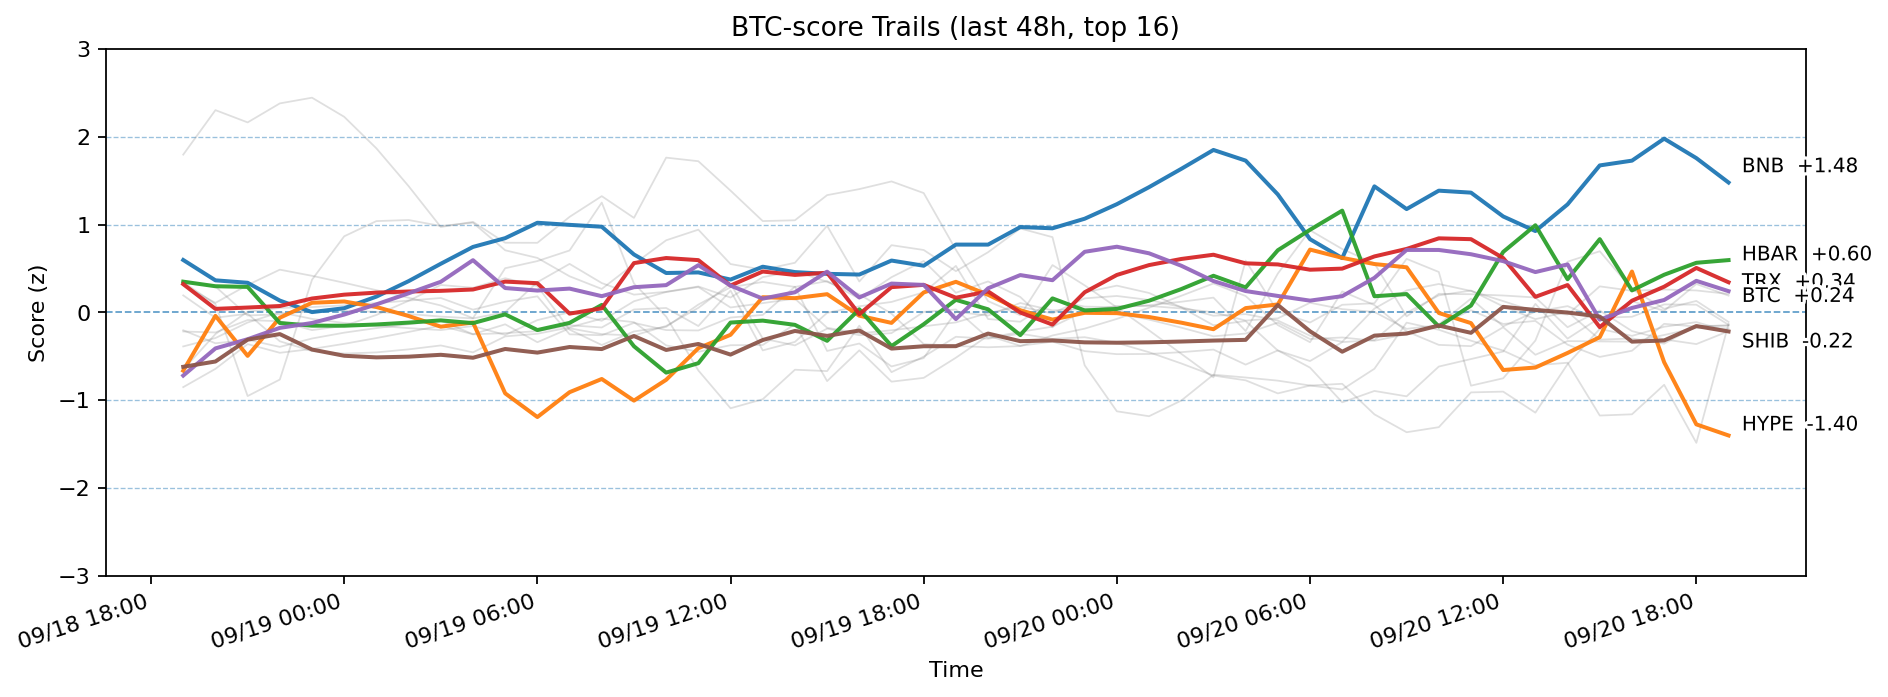 BTC-score Trails (last 48h, top 16)
Score (z)
3
2
1
0
−1
−2
−3
BNB +1.48
HBAR +0.60
TRX +0.34
BTC +0.24
SHIB -0.22
HYPE -1.40
09/18 18:00
09/19 00:00
09/19 06:00
09/19 12:00
09/19 18:00
09/20 00:00
09/20 06:00
09/20 12:00
09/20 18:00
Time